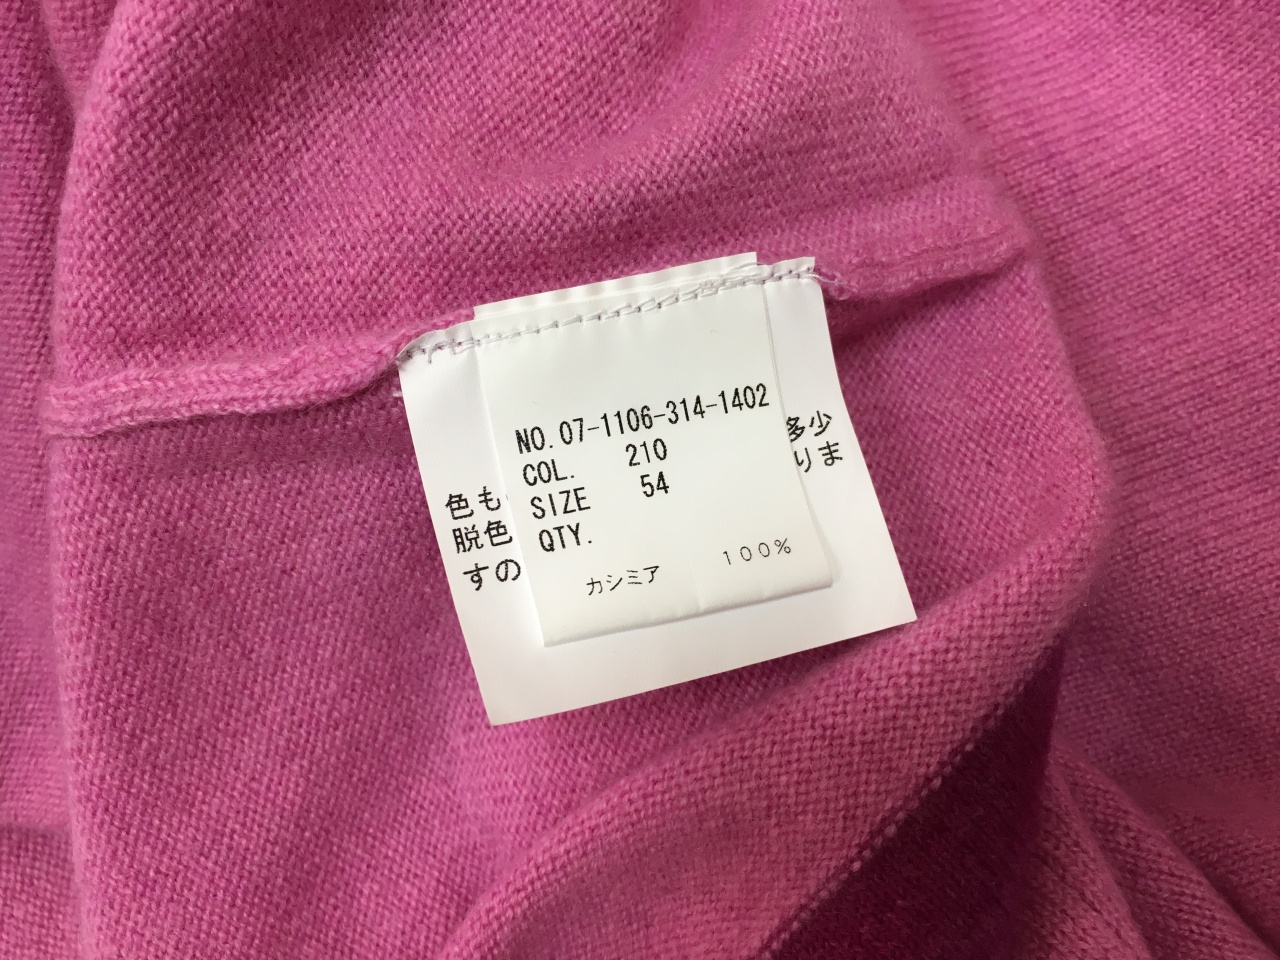 NO. 07-1106-314-1402
COL. 210
SIZE 54
QTY.
カシミア 100%
色も
脱色
すの
多少
りま